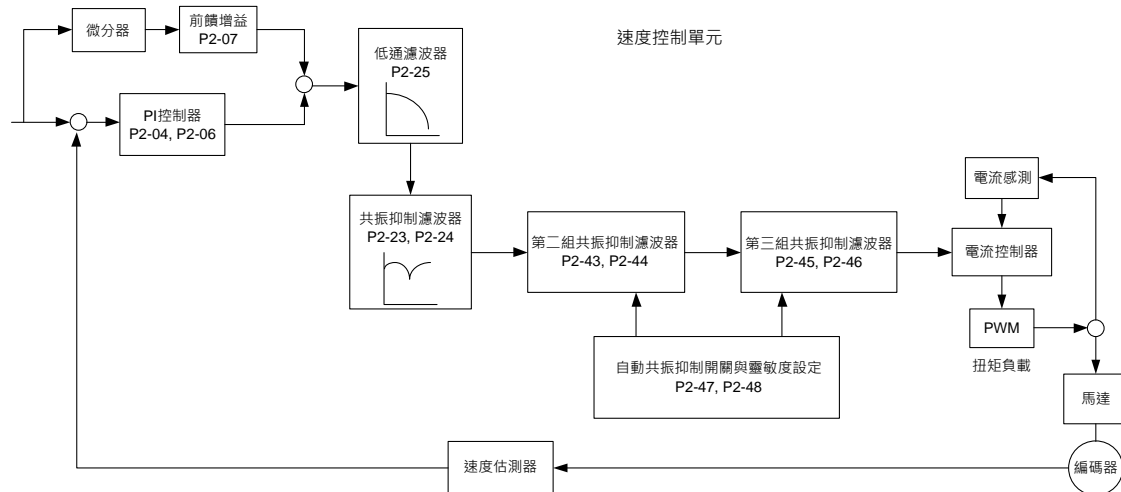 速度控制單元
微分器
前饋增益
P2-07
低通濾波器
P2-25
PI控制器
P2-04, P2-06
共振抑制濾波器
P2-23, P2-24
第二組共振抑制濾波器
P2-43, P2-44
第三組共振抑制濾波器
P2-45, P2-46
電流感測
電流控制器
PWM
扭矩負載
自動共振抑制開關與靈敏度設定
P2-47, P2-48
馬達
編碼器
速度估測器